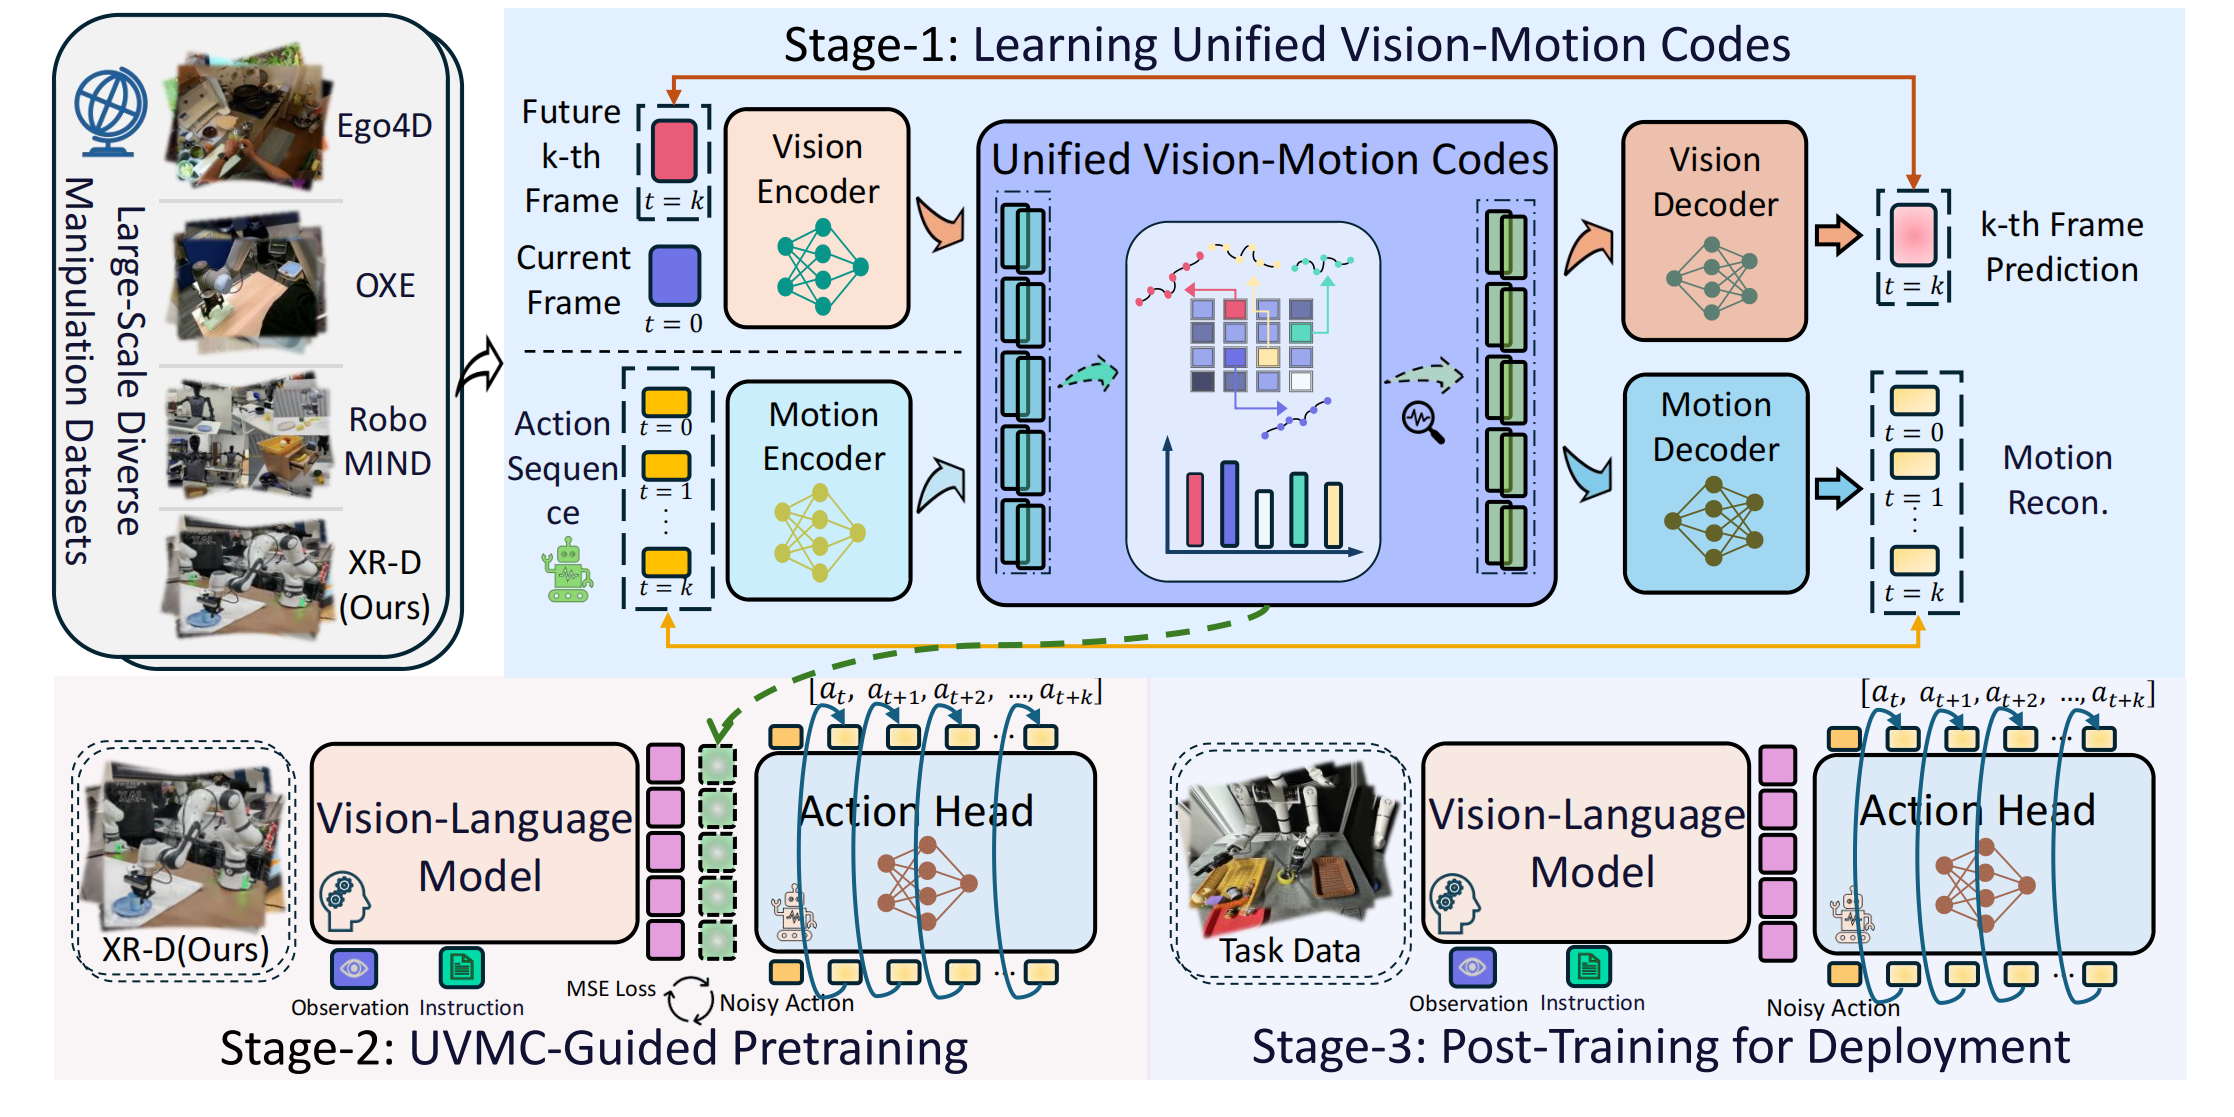 Large-Scale Diverse
Manipulation Datasets
Ego4D
OXE
Robo
MIND
XR-D
(Ours)
Stage-1: Learning Unified Vision-Motion Codes
Future
k-th
Frame
t = k
Current
Frame
t = 0
Vision
Encoder
Action
Sequen
ce
t = 0
t = 1
⋮
t = k
Motion
Encoder
Unified Vision-Motion Codes
Vision
Decoder
t = k
k-th Frame
Prediction
Motion
Decoder
t = 0
t = 1
⋮
t = k
Motion
Recon.
XR-D(Ours)
Vision-Language
Model
Observation
Instruction
MSE Loss
[a_t, a_{t+1}, a_{t+2}, ..., a_{t+k}]
...
Action Head
...
Noisy Action
Stage-2: UVMC-Guided Pretraining
Task Data
Vision-Language
Model
Observation
Instruction
[a_t, a_{t+1}, a_{t+2}, ..., a_{t+k}]
...
Action Head
...
Noisy Action
Stage-3: Post-Training for Deployment